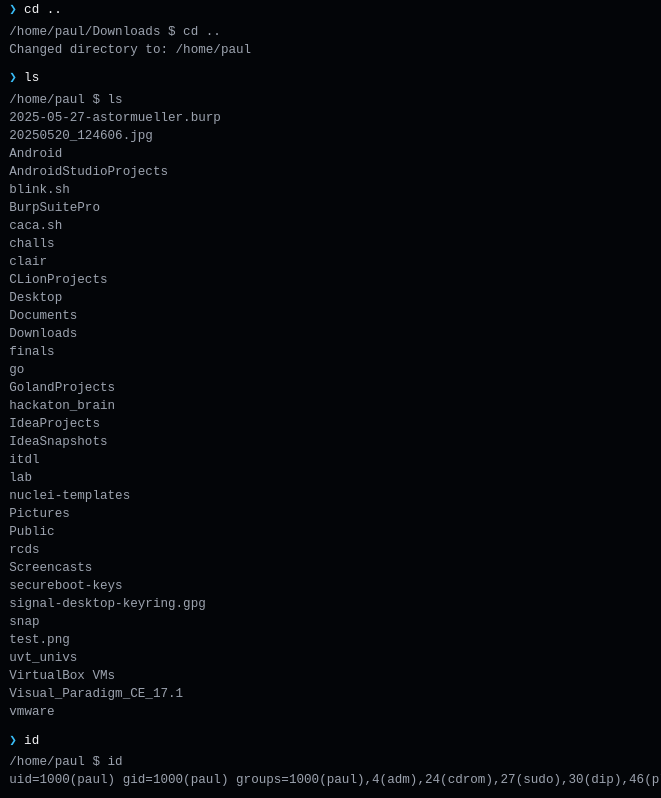 ❯ cd ..
/home/paul/Downloads $ cd ..
Changed directory to: /home/paul
❯ ls
/home/paul $ ls
2025-05-27-astormueller.burp
20250520_124606.jpg
Android
AndroidStudioProjects
blink.sh
BurpSuitePro
caca.sh
challs
clair
CLionProjects
Desktop
Documents
Downloads
finals
go
GolandProjects
hackaton_brain
IdeaProjects
IdeaSnapshots
itdl
lab
nuclei-templates
Pictures
Public
rcds
Screencasts
secureboot-keys
signal-desktop-keyring.gpg
snap
test.png
uvt_univs
VirtualBox VMs
Visual_Paradigm_CE_17.1
vmware
❯ id
/home/paul $ id
uid=1000(paul) gid=1000(paul) groups=1000(paul),4(adm),24(cdrom),27(sudo),30(dip),46(p